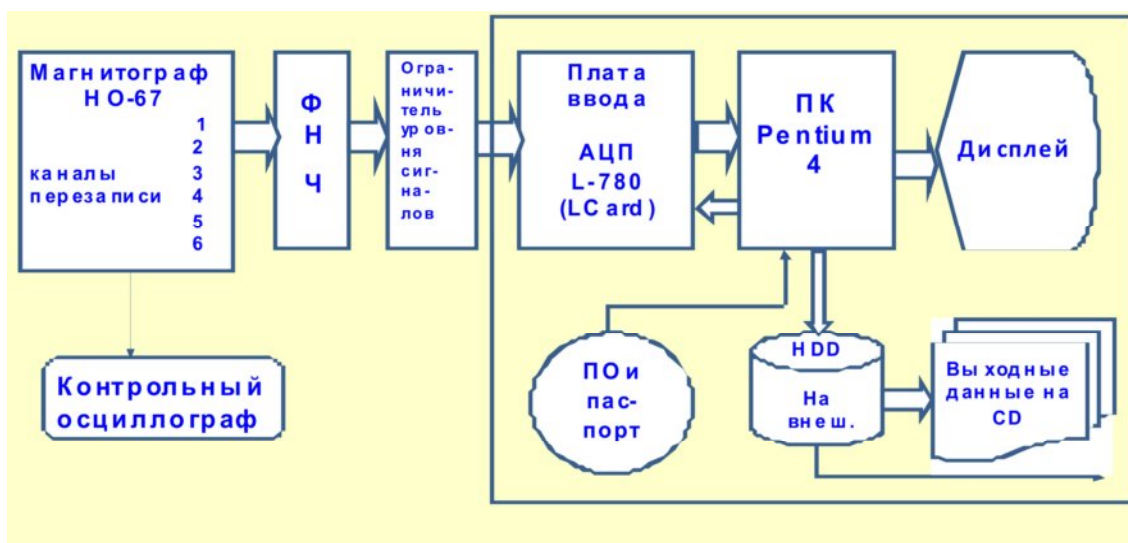 Магнитограф
НО-67
1
2
каналы
3
перезаписи
4
5
6
Ф
Н
Ч
Огра-
ничи-
тель
уров-
ня
сиг-
на-
лов
Плата
ввода
АЦП
L-780
(LCard)
ПК
Pentium
4
Дисплей
Контрольный
осциллограф
ПО и
пас-
порт
HDD
На
внеш.
Выходные
данные на
CD